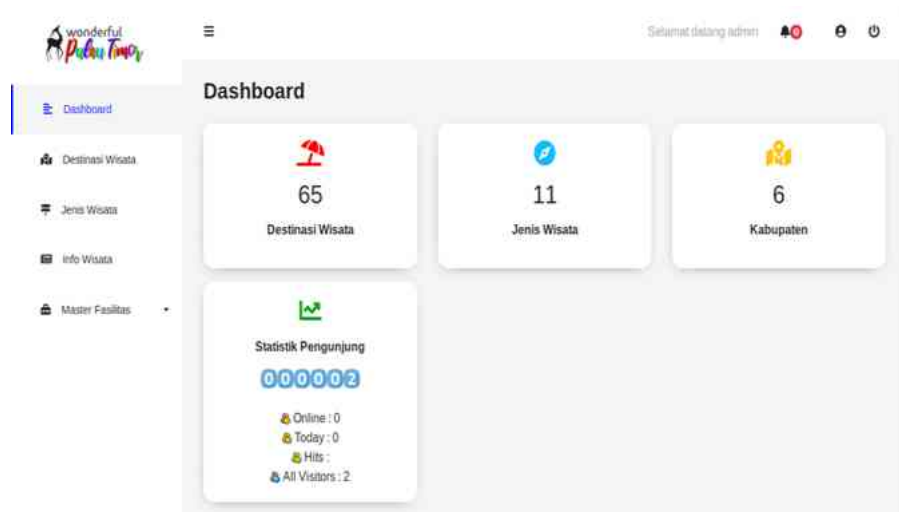 wonderful
Pulau Timor
Selamat datang admin
0
Dashboard
Dashboard
Destinasi Wisata
Jenis Wisata
Info Wisata
Master Fasilitas
65
Destinasi Wisata
11
Jenis Wisata
6
Kabupaten
Statistik Pengunjung
000002
Online : 0
Today : 0
Hits :
All Visitors : 2